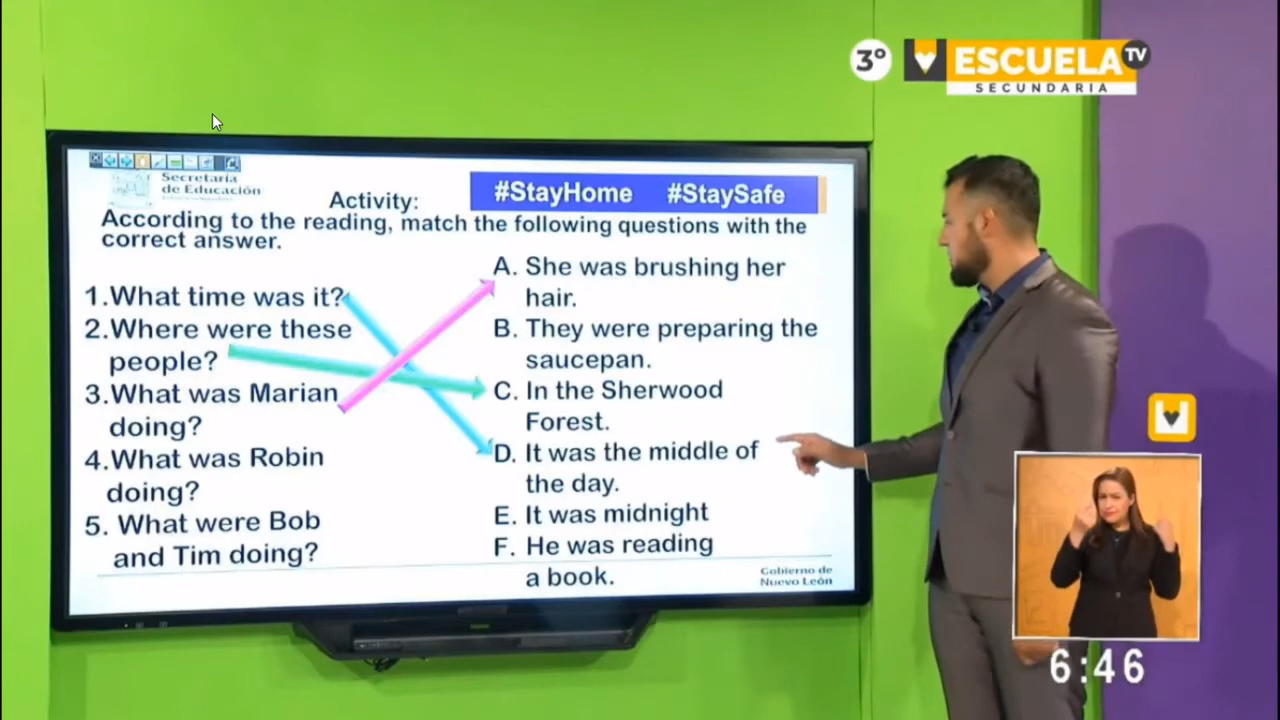 3º
ESCUELA TV
SECUNDARIA
Secretaría
de Educación
Activity:
#StayHome #StaySafe
According to the reading, match the following questions with the
correct answer.
1.What time was it?
2.Where were these
people?
3.What was Marian
doing?
4.What was Robin
doing?
5. What were Bob
and Tim doing?
A. She was brushing her
hair.
B. They were preparing the
saucepan.
C. In the Sherwood
Forest.
D. It was the middle of
the day.
E. It was midnight
F. He was reading
a book.
Gobierno de
Nuevo León
6:46